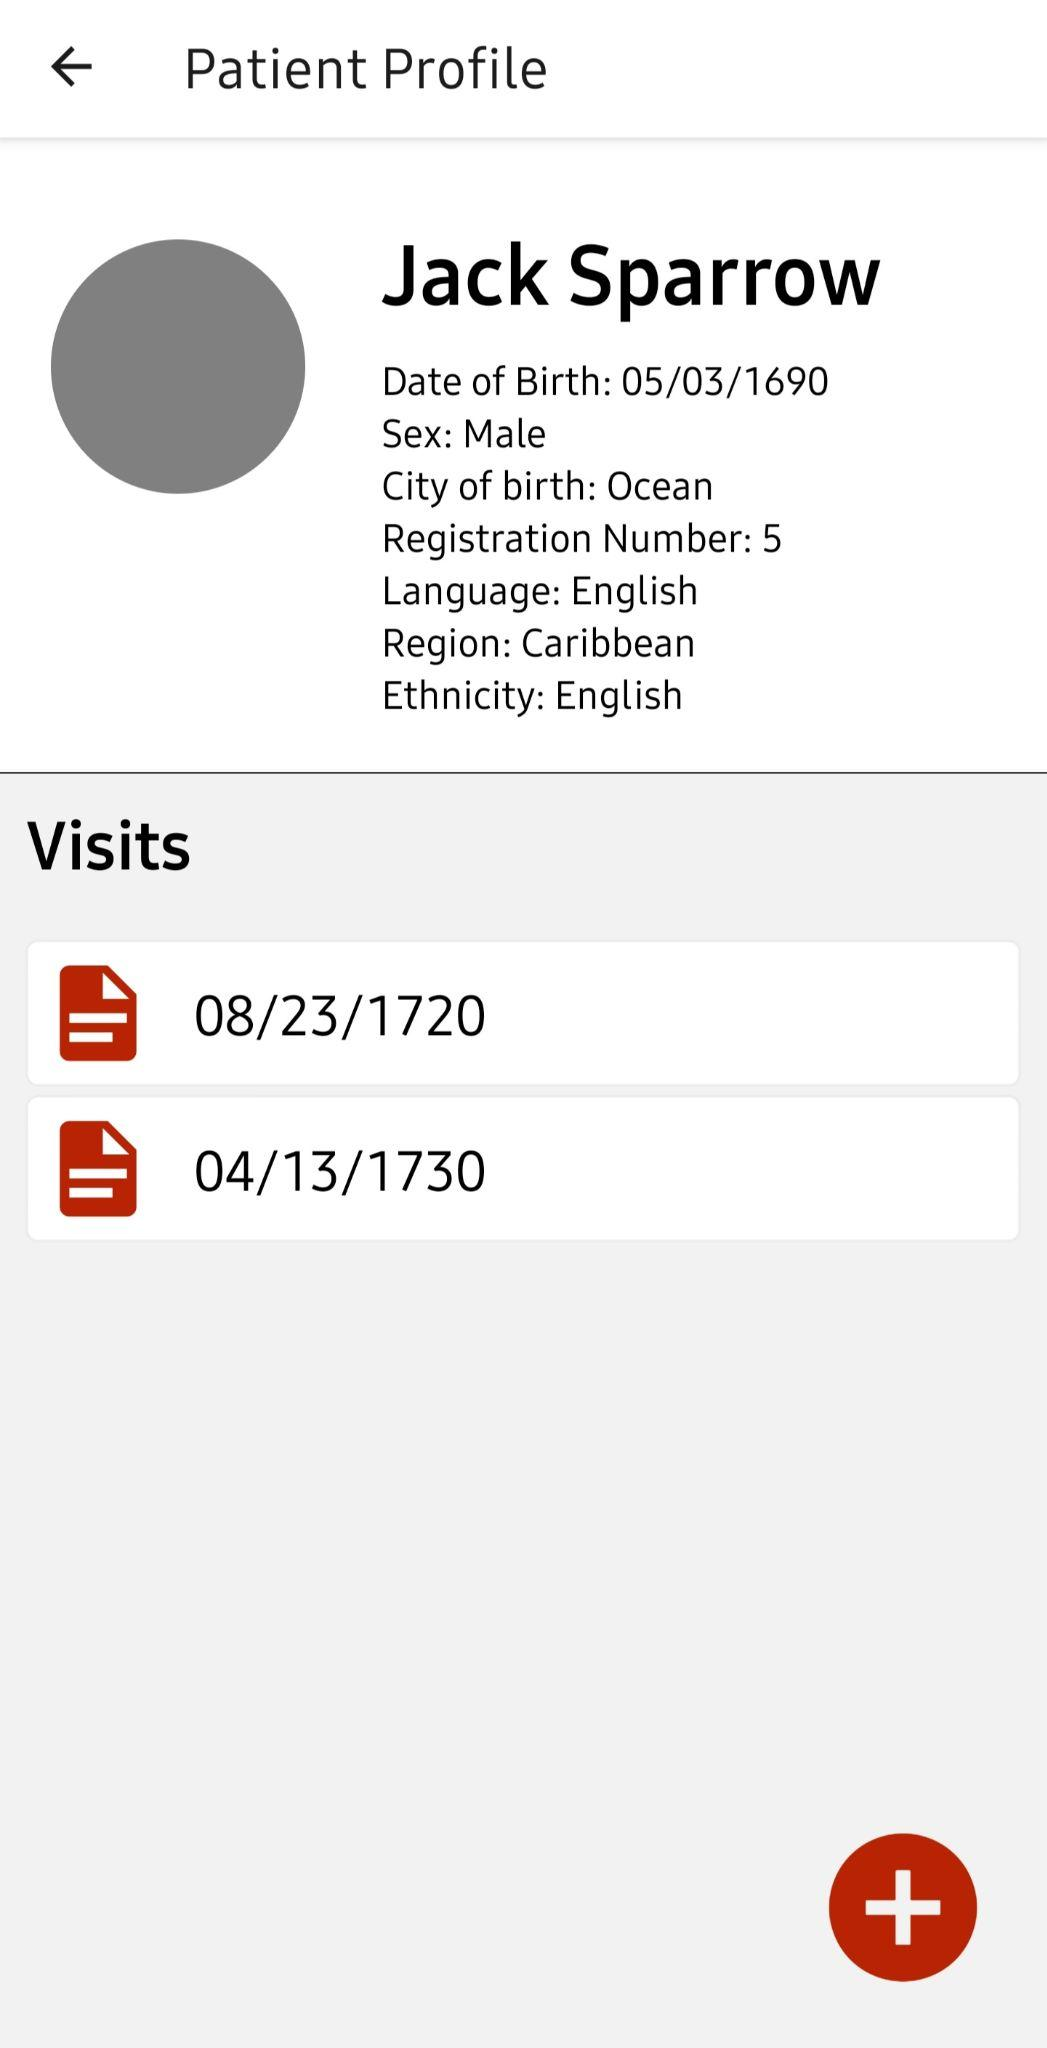 Patient Profile
Jack Sparrow
Date of Birth: 05/03/1690
Sex: Male
City of birth: Ocean
Registration Number: 5
Language: English
Region: Caribbean
Ethnicity: English
Visits
08/23/1720
04/13/1730